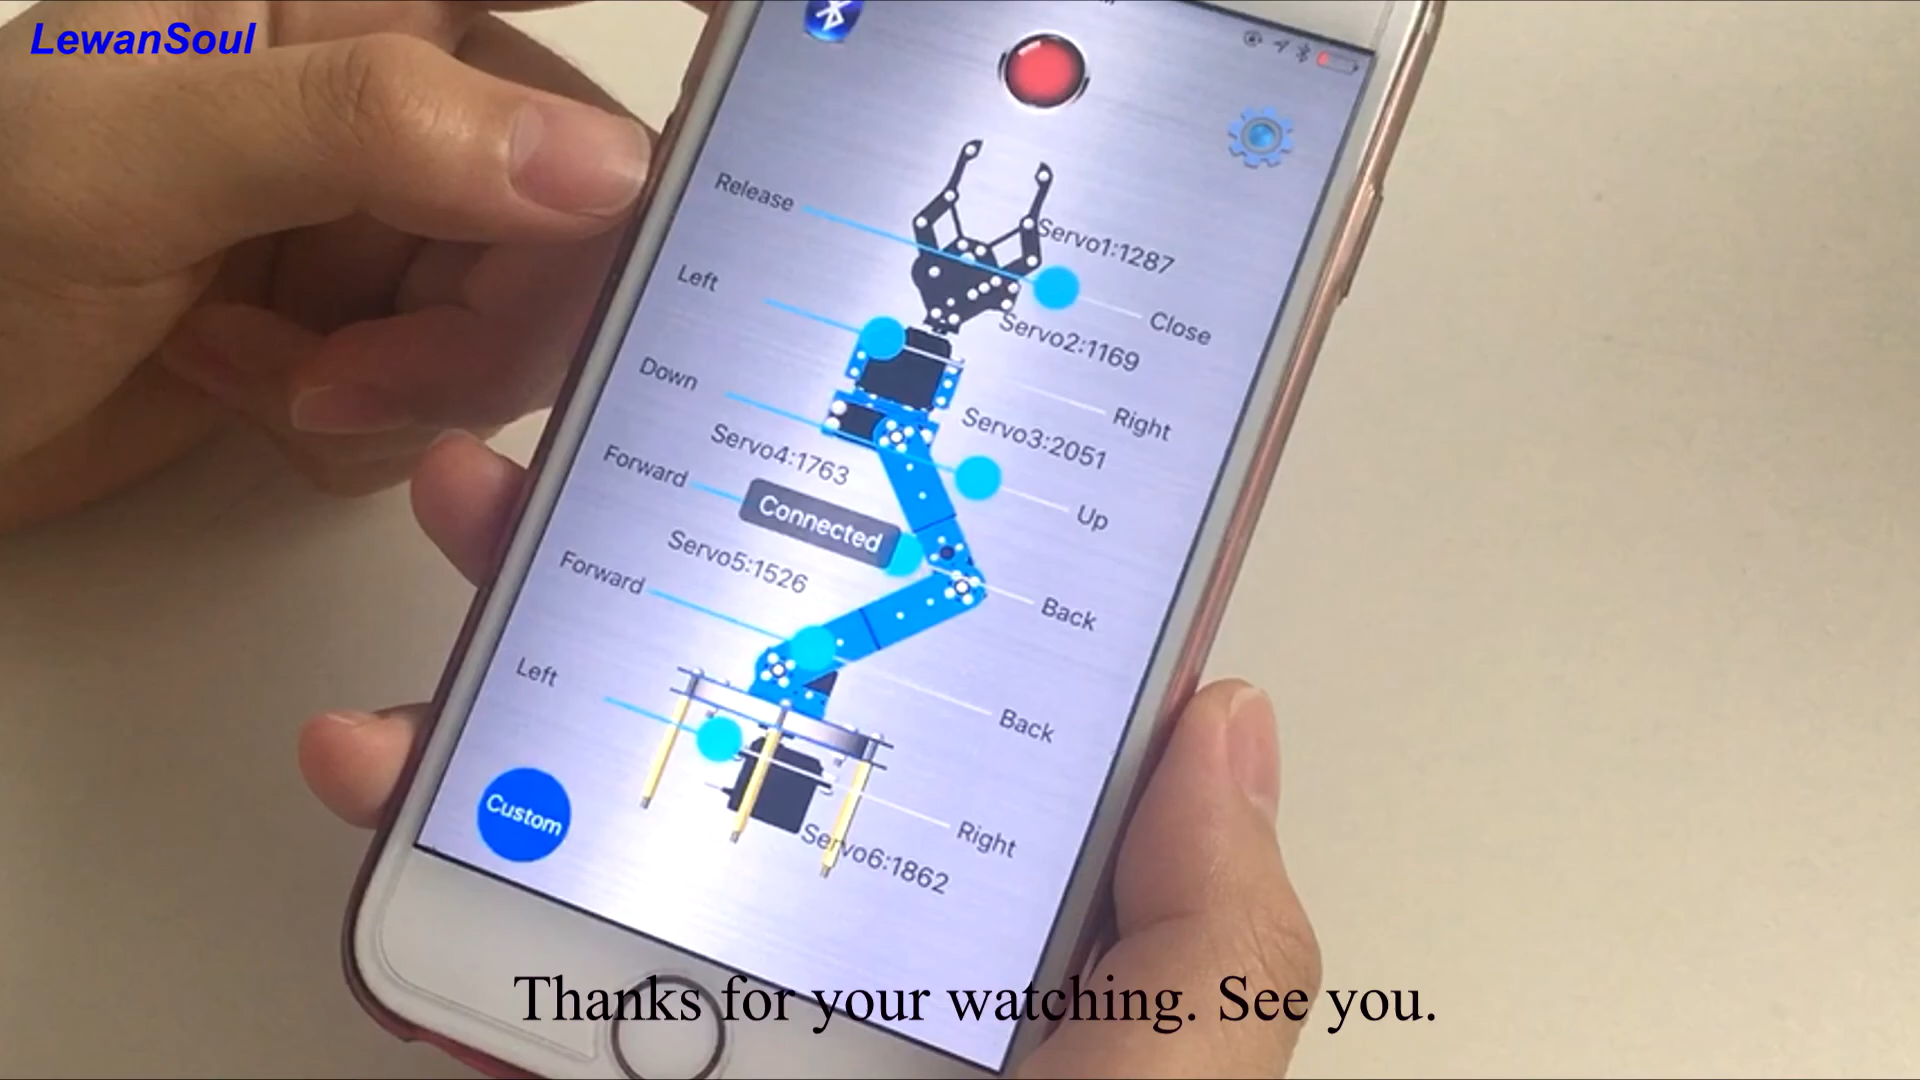 LewanSoul
Release
Servo1:1287
Close
Left
Servo2:1169
Right
Down
Servo3:2051
Up
Servo4:1763
Forward
Connected
Back
Servo5:1526
Forward
Back
Left
Right
Servo6:1862
Custom
Thanks for your watching. See you.